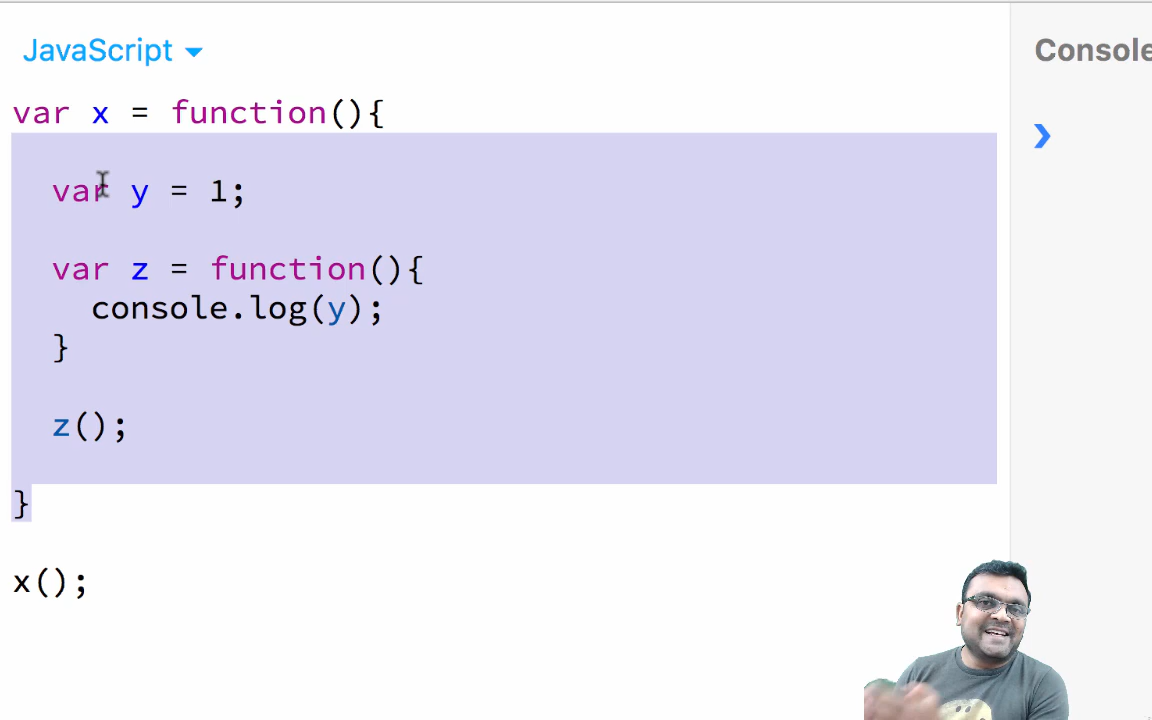 JavaScript
Console
var x = function(){
var y = 1;
var z = function(){
console.log(y);
}
z();
}
x();